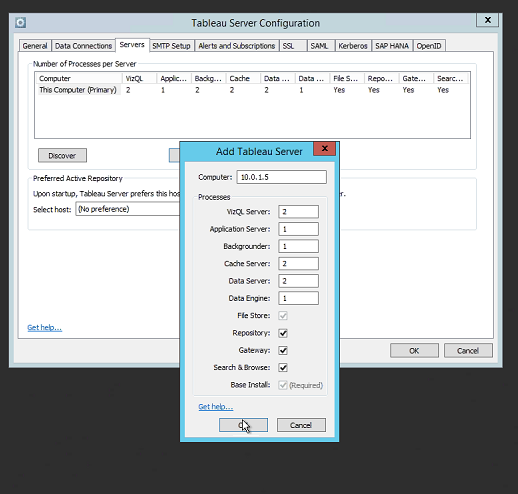 Tableau Server Configuration
x
General Data Connections Servers SMTP Setup Alerts and Subscriptions SSL SAML Kerberos SAP HANA OpenID
Number of Processes per Server
Computer VizQL Applic... Backg... Cache Data ... Data ... File S... Repo... Gate... Searc...
This Computer (Primary) 2 1 2 2 2 1 Yes Yes Yes Yes
Discover
Preferred Active Repository
Upon startup, Tableau Server prefers this hos
er.
Select host: (No preference)
Get help...
OK Cancel
Add Tableau Server
x
Computer: 10.0.1.5
Processes
VizQL Server: 2
Application Server: 1
Backgrounder: 1
Cache Server: 2
Data Server: 2
Data Engine: 1
File Store:
Repository:
Gateway:
Search & Browse:
Base Install: (Required)
Get help...
Cancel